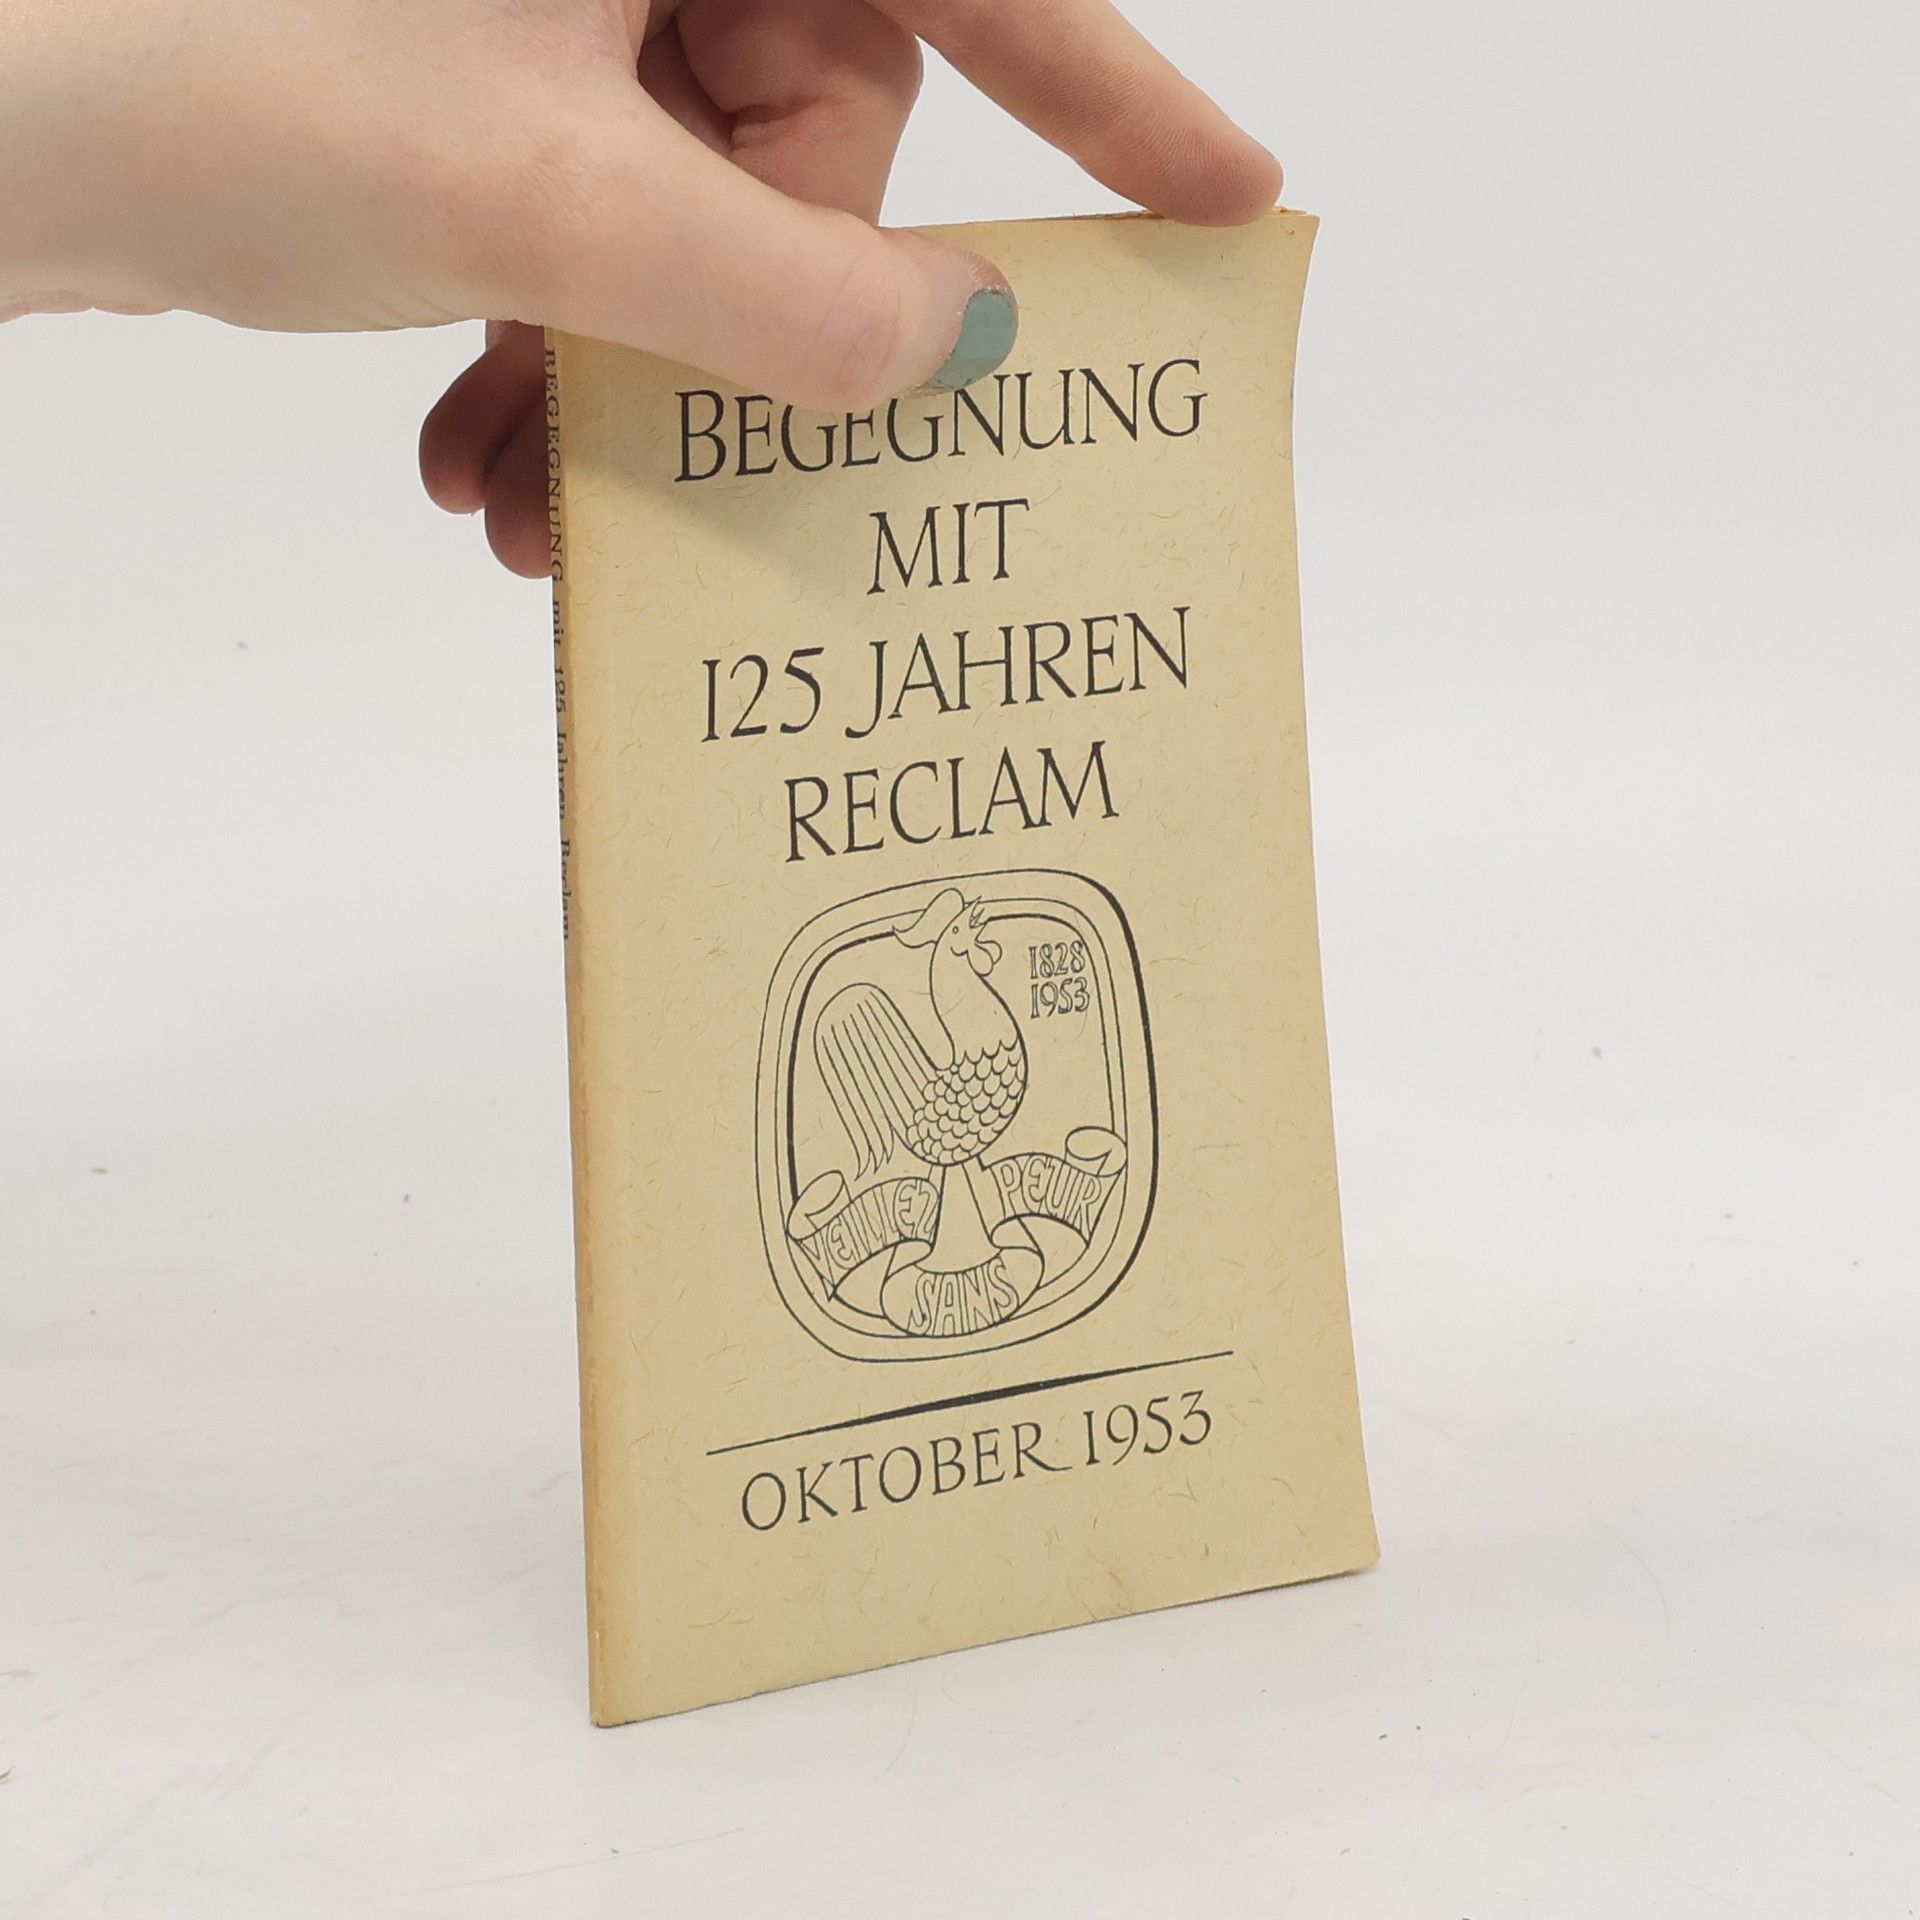 BEGEGNUNG
MIT
125 JAHREN
RECLAM
1828
1953
VEILLEZ
SANS
PEUR
OKTOBER 1953
BEGEGNUNG mit 125 Jahren Reclam